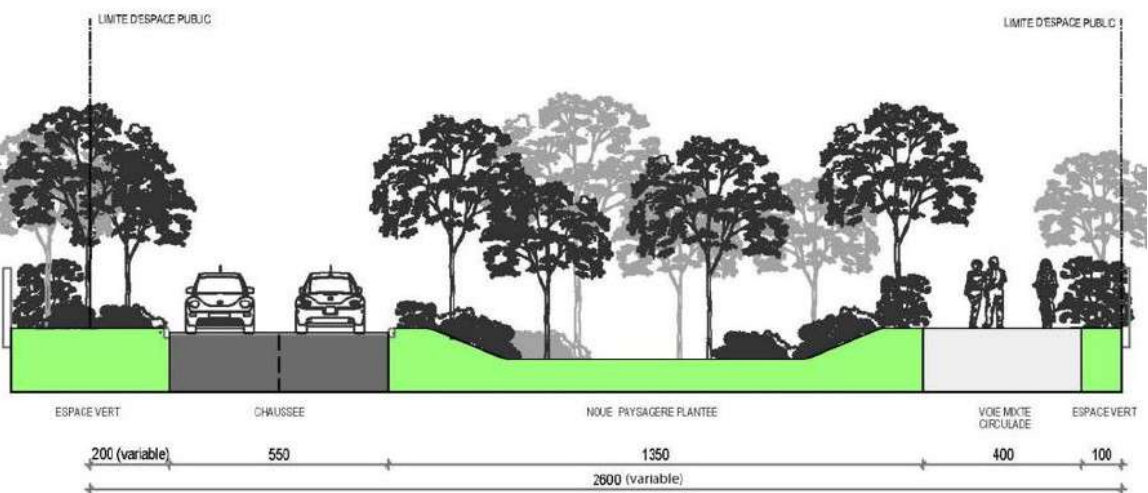 LIMITE D'ESPACE PUBLIC
LIMITE D'ESPACE PUBLIC
ESPACE VERT
CHAUSSEE
NOUE PAYSAGÈRE PLANTEE
VOIE MIXTE
CIRCULADE
ESPACE VERT
200 (variable)
550
1350
400
100
2600 (variable)